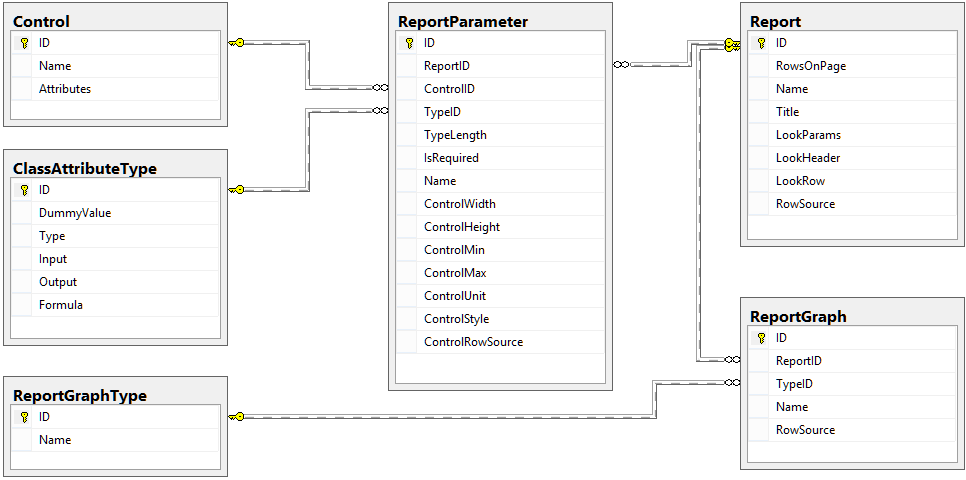 Control
ID
Name
Attributes
ClassAttributeType
ID
DummyValue
Type
Input
Output
Formula
ReportGraphType
ID
Name
ReportParameter
ID
ReportID
ControlID
TypeID
TypeLength
IsRequired
Name
ControlWidth
ControlHeight
ControlMin
ControlMax
ControlUnit
ControlStyle
ControlRowSource
Report
ID
RowsOnPage
Name
Title
LookParams
LookHeader
LookRow
RowSource
ReportGraph
ID
ReportID
TypeID
Name
RowSource